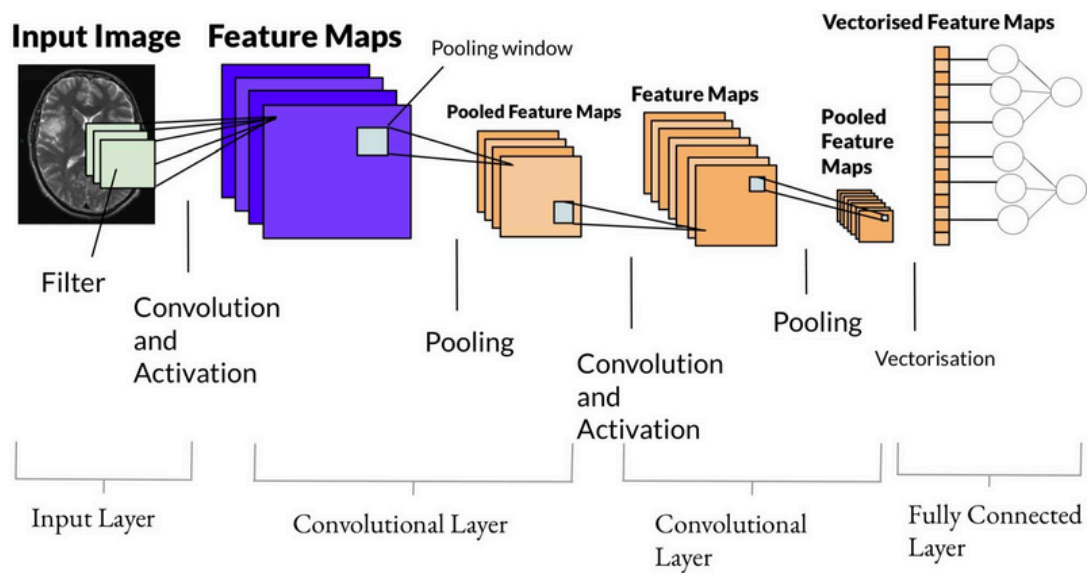 Input Image
Feature Maps
Pooling window
Pooled Feature Maps
Feature Maps
Pooled
Feature
Maps
Vectorised Feature Maps
Filter
Convolution
and
Activation
Pooling
Convolution
and
Activation
Pooling
Vectorisation
Input Layer
Convolutional Layer
Convolutional
Layer
Fully Connected
Layer